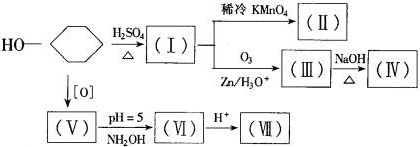 稀冷 KMnO₄
(Ⅱ)
HO
H₂SO₄
△
(Ⅰ)
O₃
Zn/H₃O⁺
(Ⅲ)
NaOH
△
(Ⅳ)
[O]
(Ⅴ)
pH = 5
NH₂OH
(Ⅵ)
H⁺
(Ⅶ)